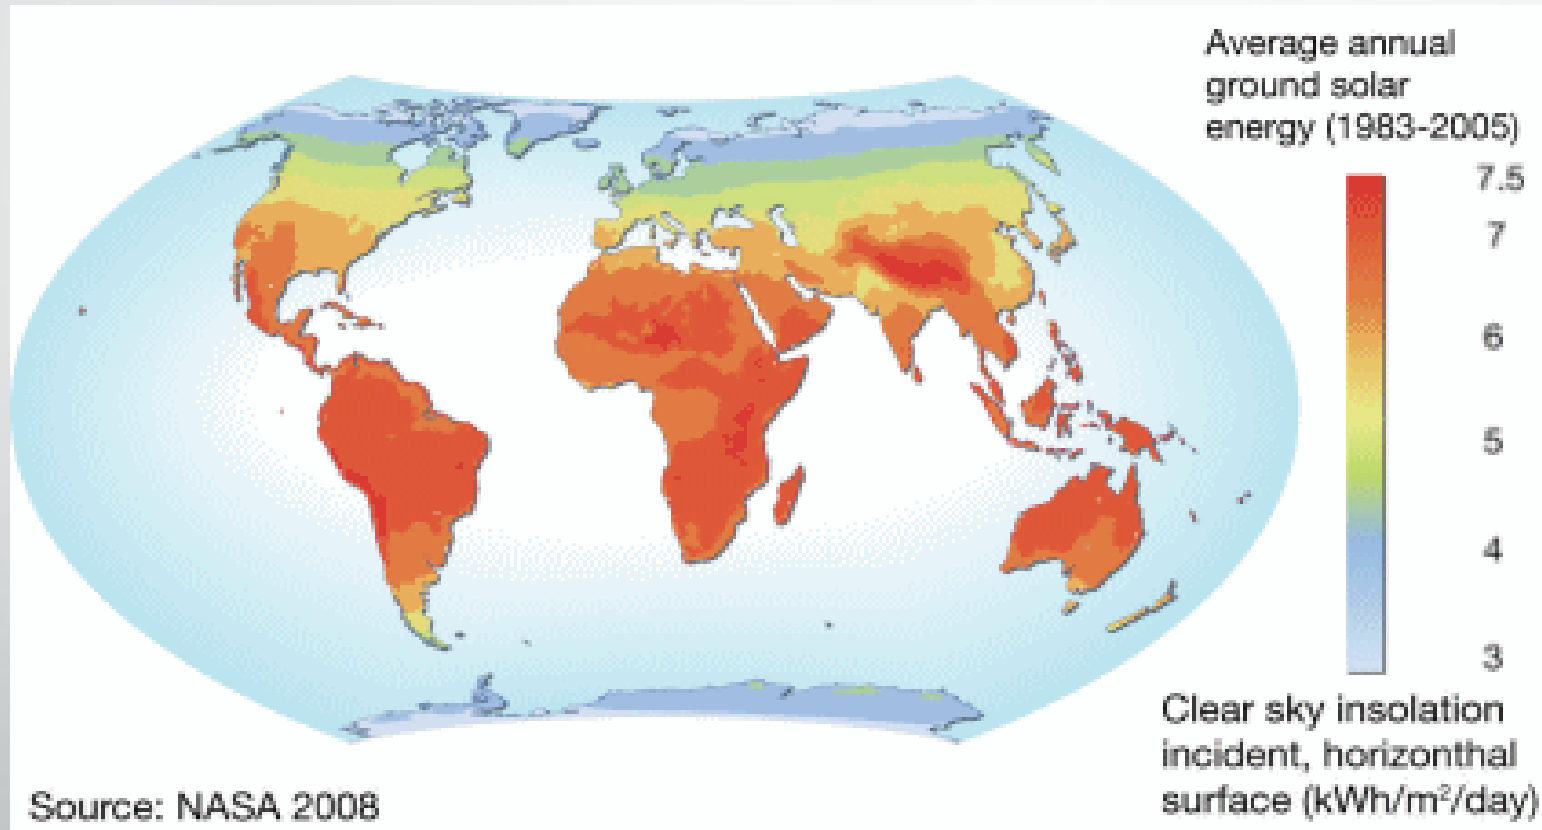 Average annual
ground solar
energy (1983-2005)
7.5
7
6
5
4
3
Clear sky insolation
incident, horizonthal
surface (kWh/m²/day)
Source: NASA 2008